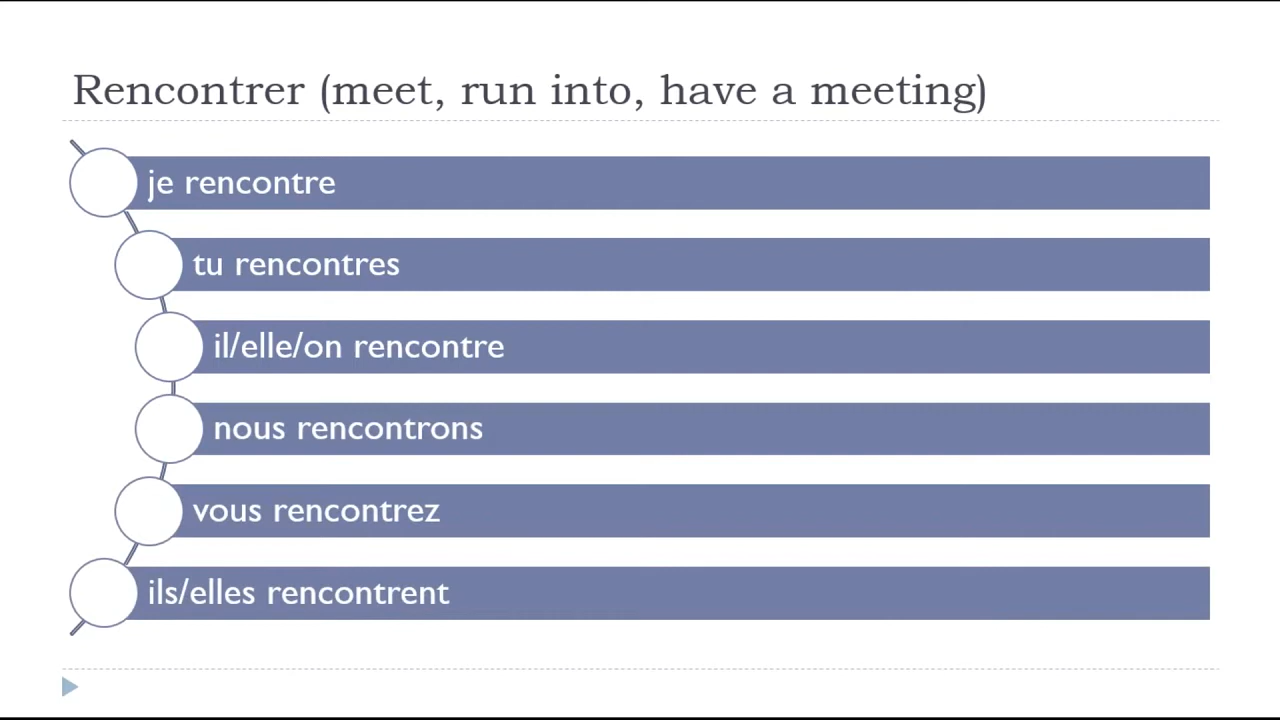 Rencontrer (meet, run into, have a meeting)
je rencontre
tu rencontres
il/elle/on rencontre
nous rencontrons
vous rencontrez
ils/elles rencontrent